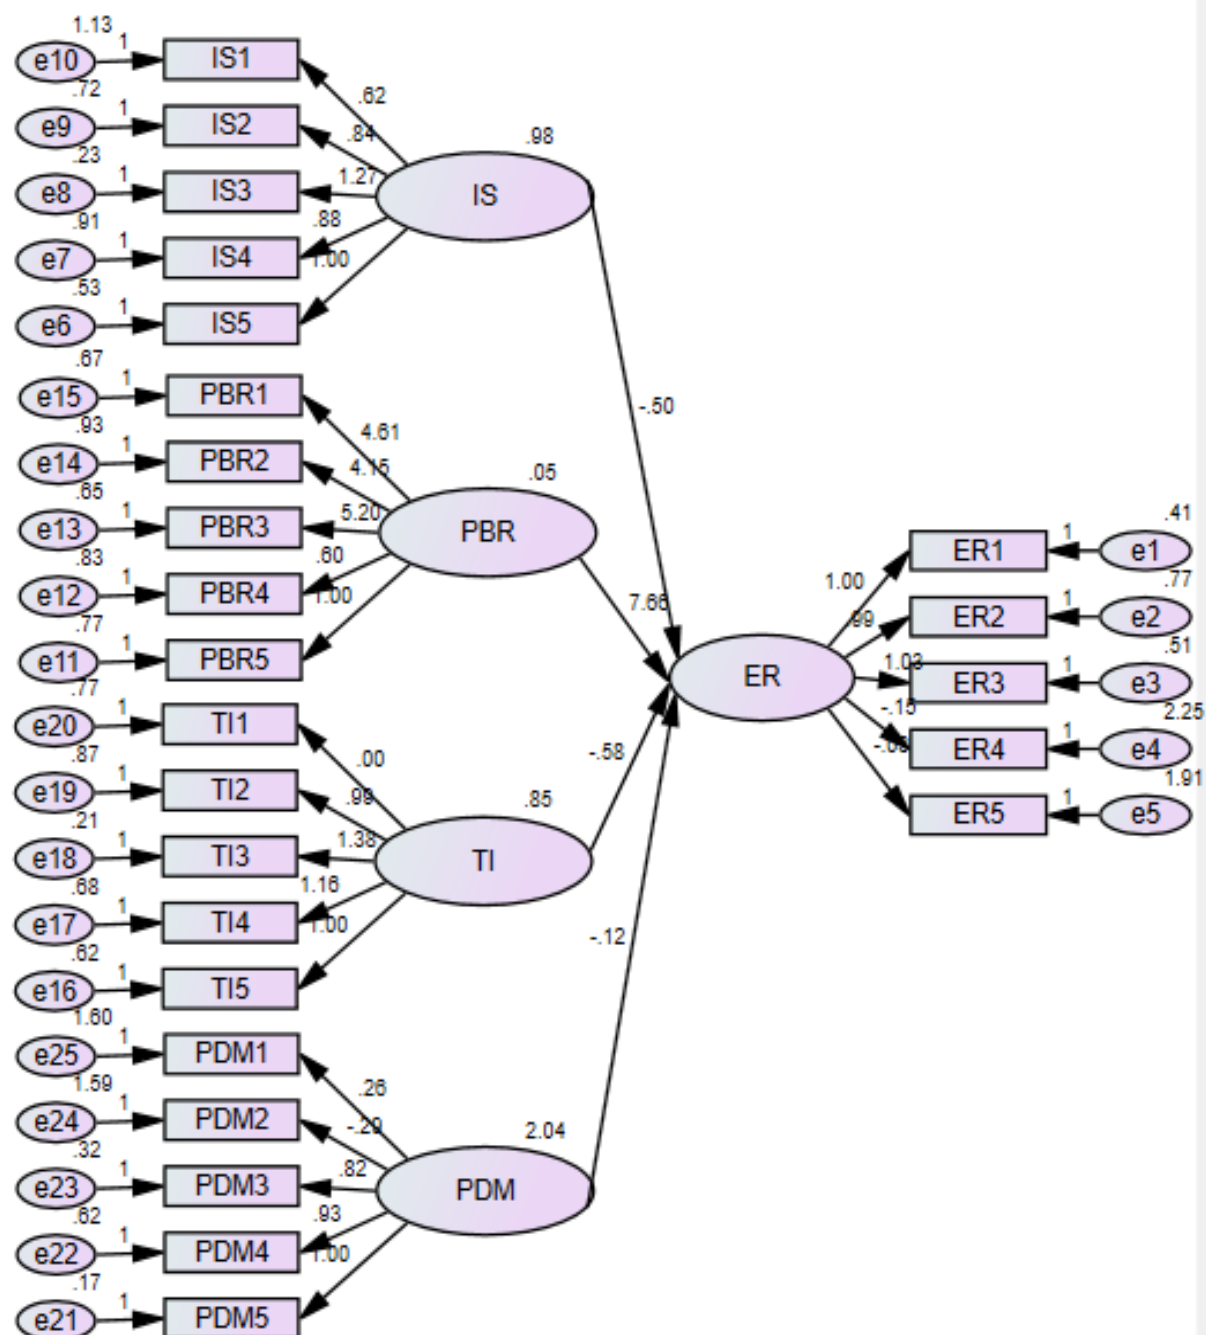 1.13
e10 1 IS1
.62
.72
e9 1 IS2
.84
.98
.23
e8 1 IS3
1.27
IS
.91
e7 1 IS4
.88
1.00
.53
e6 1 IS5
-.50
.67
e15 1 PBR1
4.61
.93
e14 1 PBR2
4.15
.05
.65
e13 1 PBR3
5.20
PBR
.83
e12 1 PBR4
.60
1.00
7.66
.77
e11 1 PBR5
.77
e20 1 TI1
.00
-.58
.87
e19 1 TI2
.99
.85
.21
e18 1 TI3
1.38
TI
.68
e17 1 TI4
1.16
1.00
-.12
.62
e16 1 TI5
1.60
e25 1 PDM1
.26
1.59
e24 1 PDM2
2.04
.32
e23 1 PDM3
.82
PDM
.62
e22 1 PDM4
.93
1.00
.17
e21 1 PDM5
ER
.41
1.00
ER1 1 e1
.77
.99
ER2 1 e2
.51
1.03
ER3 1 e3
2.25
-.15
ER4 1 e4
1.91
ER5 1 e5